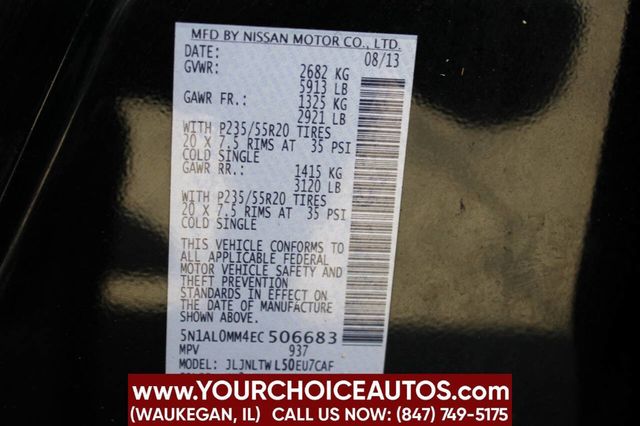 MFD BY NISSAN MOTOR CO., LTD.
DATE: 08/13
GVWR: 2682 KG
5913 LB
GAWR FR.: 1325 KG
2921 LB
WITH P235/55R20 TIRES
20 X 7.5 RIMS AT 35 PSI
COLD SINGLE
GAWR RR.: 1415 KG
3120 LB
WITH P235/55R20 TIRES
20 X 7.5 RIMS AT 35 PSI
COLD SINGLE
THIS VEHICLE CONFORMS TO
ALL APPLICABLE FEDERAL
MOTOR VEHICLE SAFETY AND
THEFT PREVENTION
STANDARDS IN EFFECT ON
THE DATE OF MANUFACTURE
SHOWN ABOVE.
5N1AL0MM4EC 506683
MPV 937
MODEL: JLJNLTW L50EU7CAF
WWW.YOURCHOICEAUTOS.COM
(WAUKEGAN, IL) CALL US NOW: (847) 749-5175